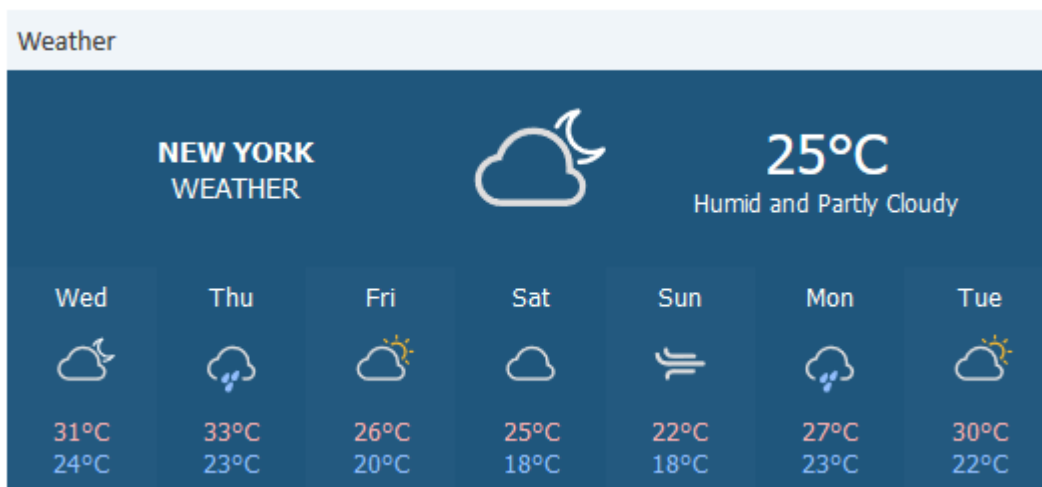 Weather
NEW YORK
WEATHER
25°C
Humid and Partly Cloudy
Wed Thu Fri Sat Sun Mon Tue
31°C 33°C 26°C 25°C 22°C 27°C 30°C
24°C 23°C 20°C 18°C 18°C 23°C 22°C